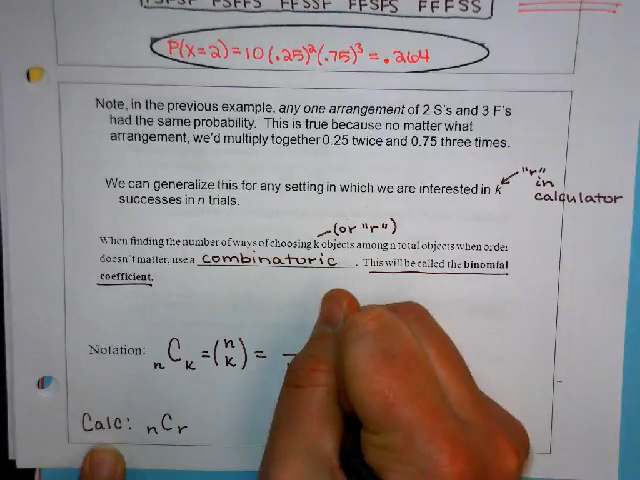 FSFSF FSFFS FFSSF FFSFS FFFSS
P(X=2) = 10 (.25)²(.75)³ = .264
Note, in the previous example, any one arrangement of 2 S's and 3 F's
had the same probability. This is true because no matter what
arrangement, we'd multiply together 0.25 twice and 0.75 three times.
We can generalize this for any setting in which we are interested in k
successes in n trials.
"r"
in
calculator
(or "r")
When finding the number of ways of choosing k objects among n total objects when order
doesn't matter, use a combinatoric. This will be called the binomial
coefficient.
Notation: nCk = (n k) =
Calc: nCr